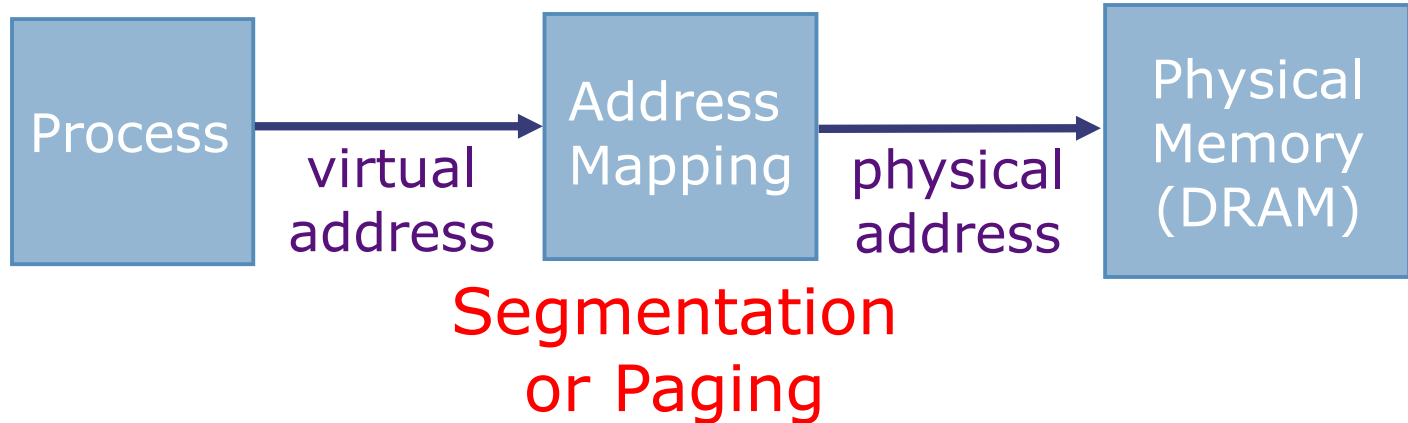 Process
virtual
address
Address
Mapping
physical
address
Physical
Memory
(DRAM)
Segmentation
or Paging